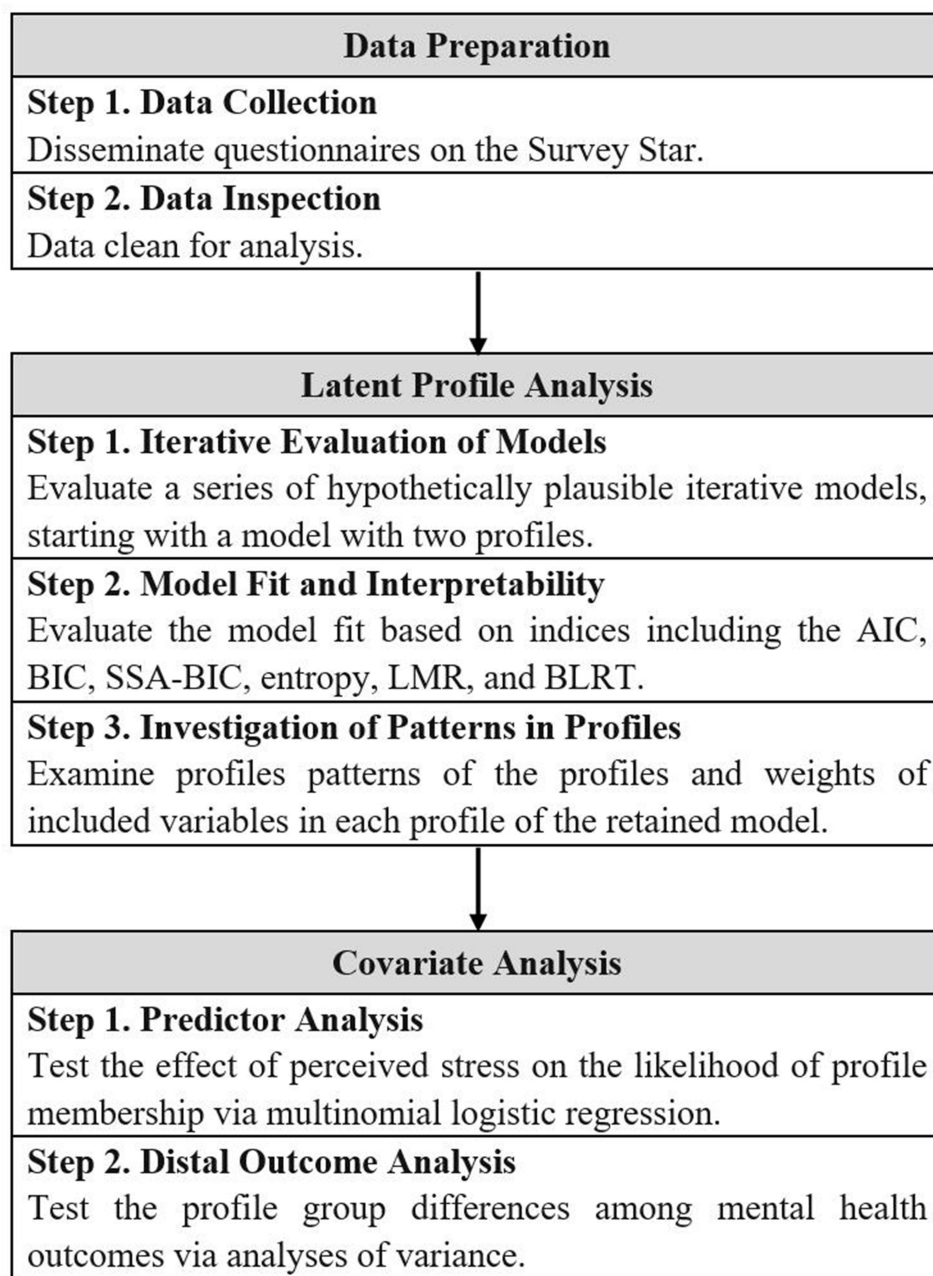 Data Preparation
Step 1. Data Collection
Disseminate questionnaires on the Survey Star.
Step 2. Data Inspection
Data clean for analysis.
Latent Profile Analysis
Step 1. Iterative Evaluation of Models
Evaluate a series of hypothetically plausible iterative models,
starting with a model with two profiles.
Step 2. Model Fit and Interpretability
Evaluate the model fit based on indices including the AIC,
BIC, SSA-BIC, entropy, LMR, and BLRT.
Step 3. Investigation of Patterns in Profiles
Examine profiles patterns of the profiles and weights of
included variables in each profile of the retained model.
Covariate Analysis
Step 1. Predictor Analysis
Test the effect of perceived stress on the likelihood of profile
membership via multinomial logistic regression.
Step 2. Distal Outcome Analysis
Test the profile group differences among mental health
outcomes via analyses of variance.